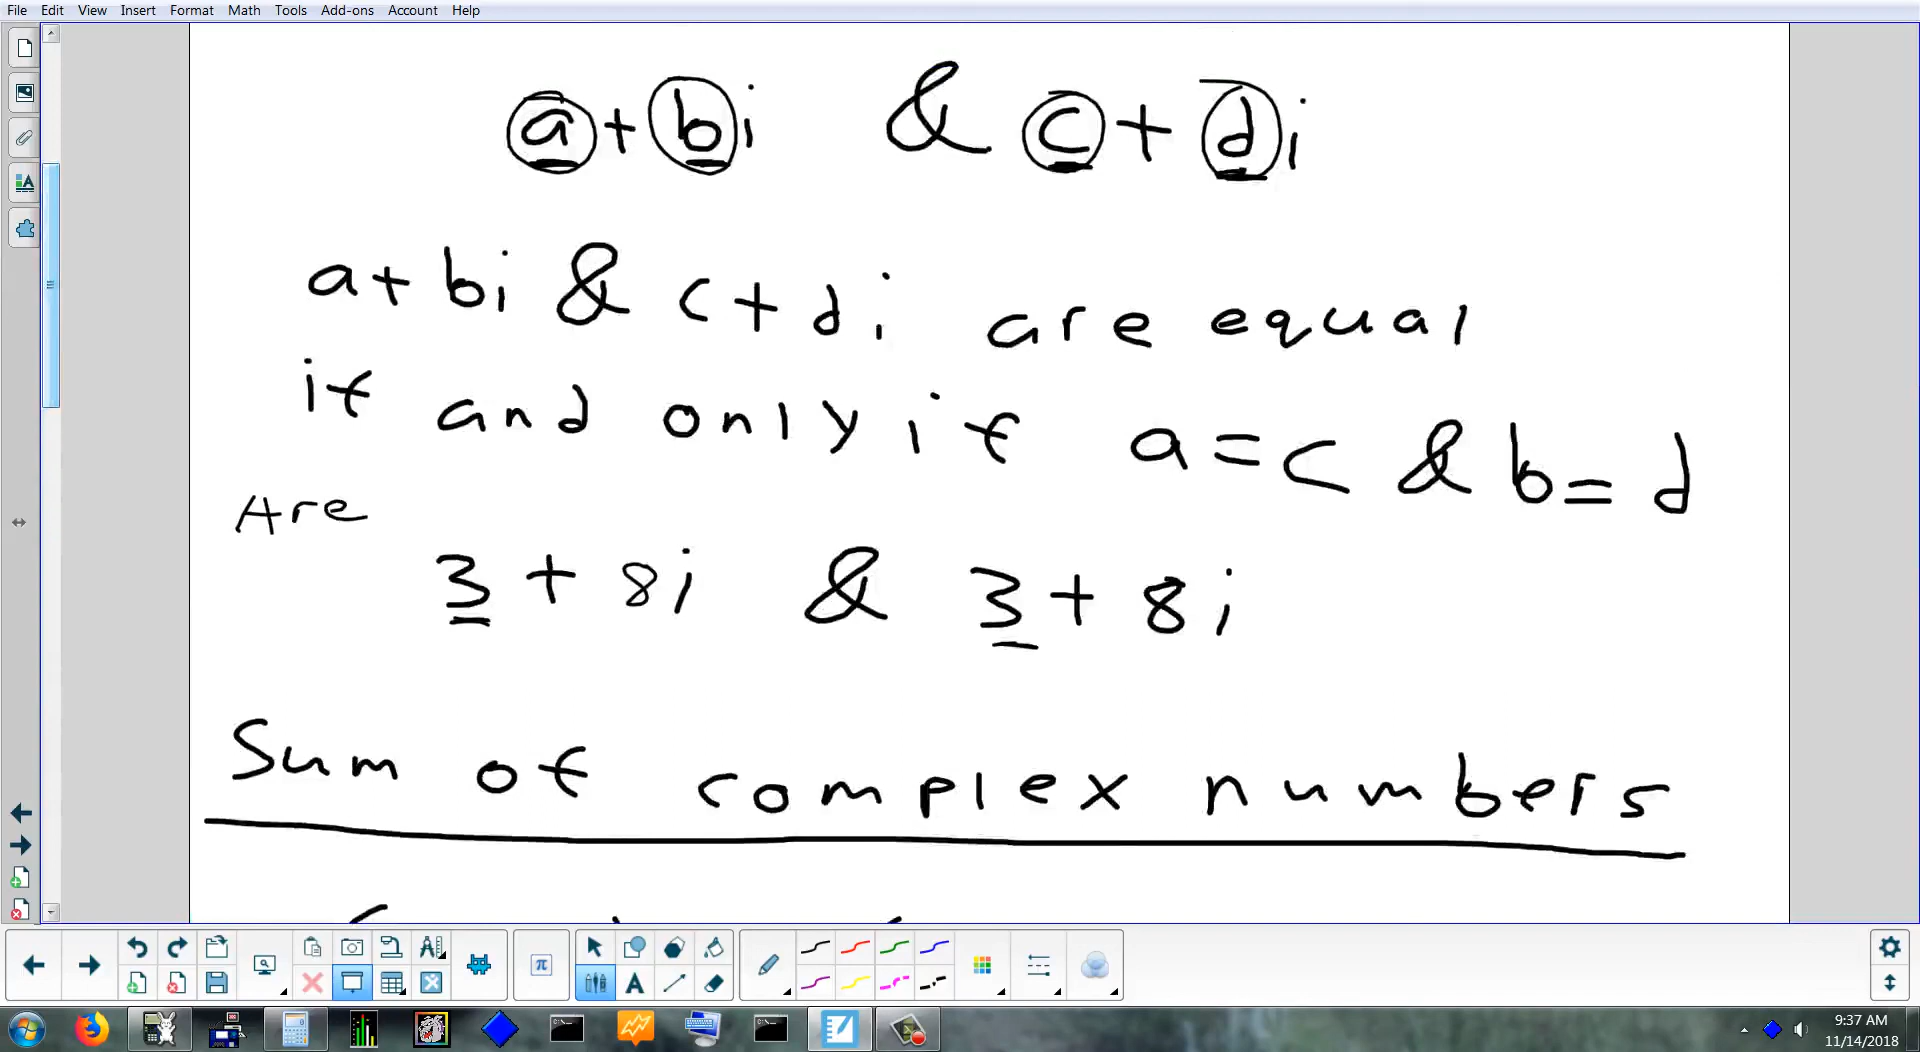 File Edit View Insert Format Math Tools Add-ons Account Help
a+bi & c+di
a+bi & c+di are equal
if and only if a=c & b=d
Are
3+8i & 3+8i
Sum of complex numbers
π
A
9:37 AM
11/14/2018